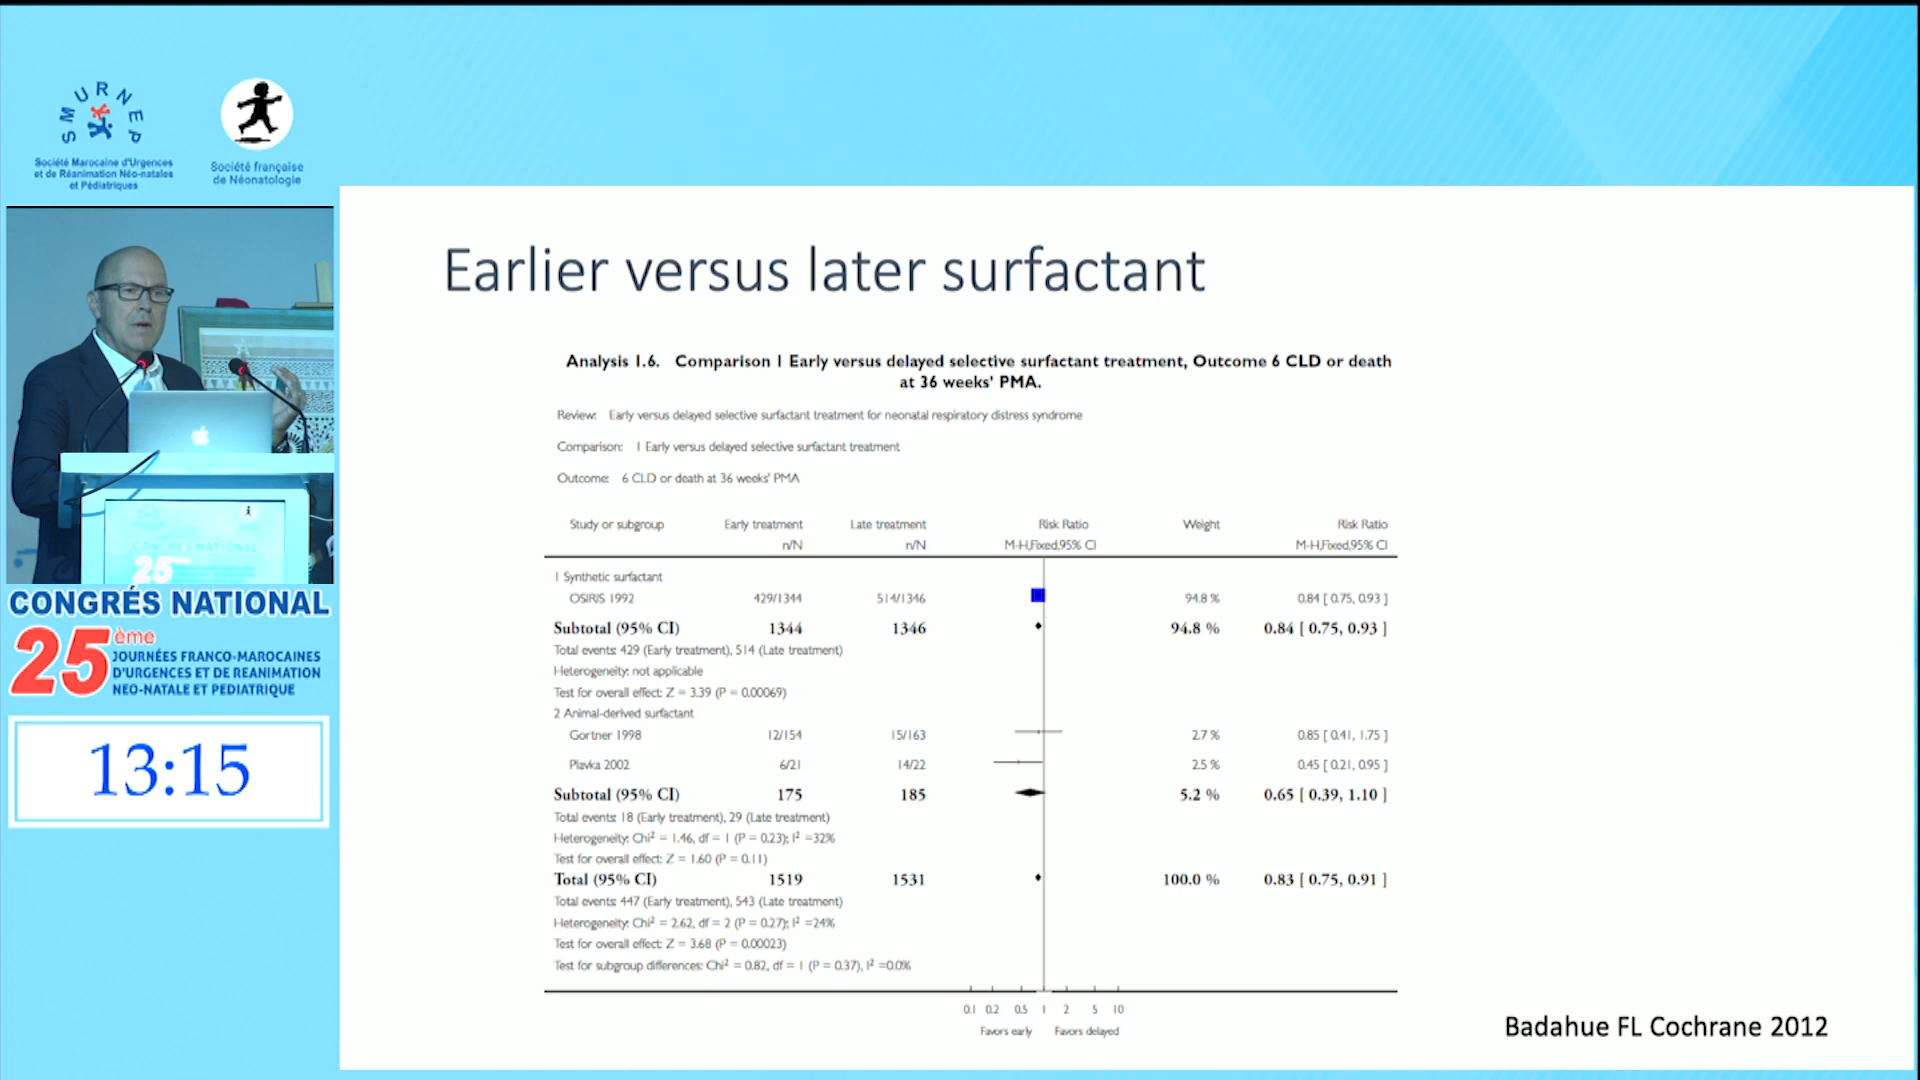 SMURNEP
Société Marocaine d'Urgences
et de Réanimation Néo-natales
et Pédiatriques
Société française
de Néonatologie
CONGRÉS NATIONAL
25ème
JOURNÉES FRANCO-MAROCAINES
D'URGENCES ET DE REANIMATION
NEO-NATALE ET PEDIATRIQUE
13:15
Earlier versus later surfactant
Analysis 1.6. Comparison 1 Early versus delayed selective surfactant treatment, Outcome 6 CLD or death
at 36 weeks' PMA.
Review: Early versus delayed selective surfactant treatment for neonatal respiratory distress syndrome
Comparison: 1 Early versus delayed selective surfactant treatment
Outcome: 6 CLD or death at 36 weeks' PMA
Study or subgroup Early treatment Late treatment Risk Ratio Weight Risk Ratio
n/N n/N M-H,Fixed,95% CI M-H,Fixed,95% CI
1 Synthetic surfactant
OSIRIS 1992 429/1344 514/1346 94.8 % 0.84 [ 0.75, 0.93 ]
Subtotal (95% CI) 1344 1346 94.8 % 0.84 [ 0.75, 0.93 ]
Total events: 429 (Early treatment), 514 (Late treatment)
Heterogeneity: not applicable
Test for overall effect: Z = 3.39 (P = 0.00069)
2 Animal-derived surfactant
Gortner 1998 12/154 15/163 2.7 % 0.85 [ 0.41, 1.75 ]
Plavka 2002 6/21 14/22 2.5 % 0.45 [ 0.21, 0.95 ]
Subtotal (95% CI) 175 185 5.2 % 0.65 [ 0.39, 1.10 ]
Total events: 18 (Early treatment), 29 (Late treatment)
Heterogeneity: Chi² = 1.46, df = 1 (P = 0.23); I² =32%
Test for overall effect: Z = 1.60 (P = 0.11)
Total (95% CI) 1519 1531 100.0 % 0.83 [ 0.75, 0.91 ]
Total events: 447 (Early treatment), 543 (Late treatment)
Heterogeneity: Chi² = 2.62, df = 2 (P = 0.27); I² =24%
Test for overall effect: Z = 3.68 (P = 0.00023)
Test for subgroup differences: Chi² = 0.82, df = 1 (P = 0.37), I² =0.0%
0.1 0.2 0.5 1 2 5 10
Favors early Favors delayed
Badahue FL Cochrane 2012